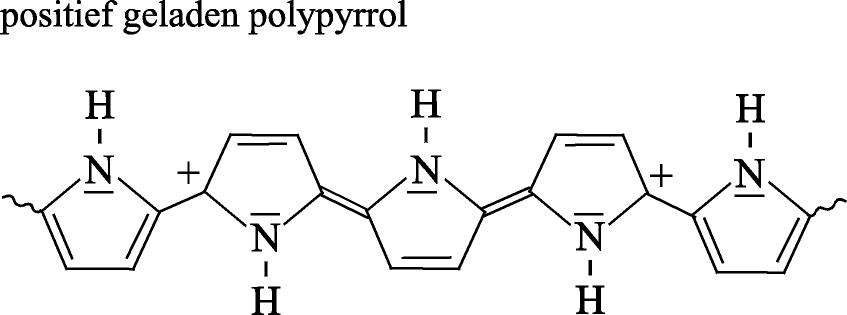 positief geladen polypyrrol
H H H
N + N N N + N
H H